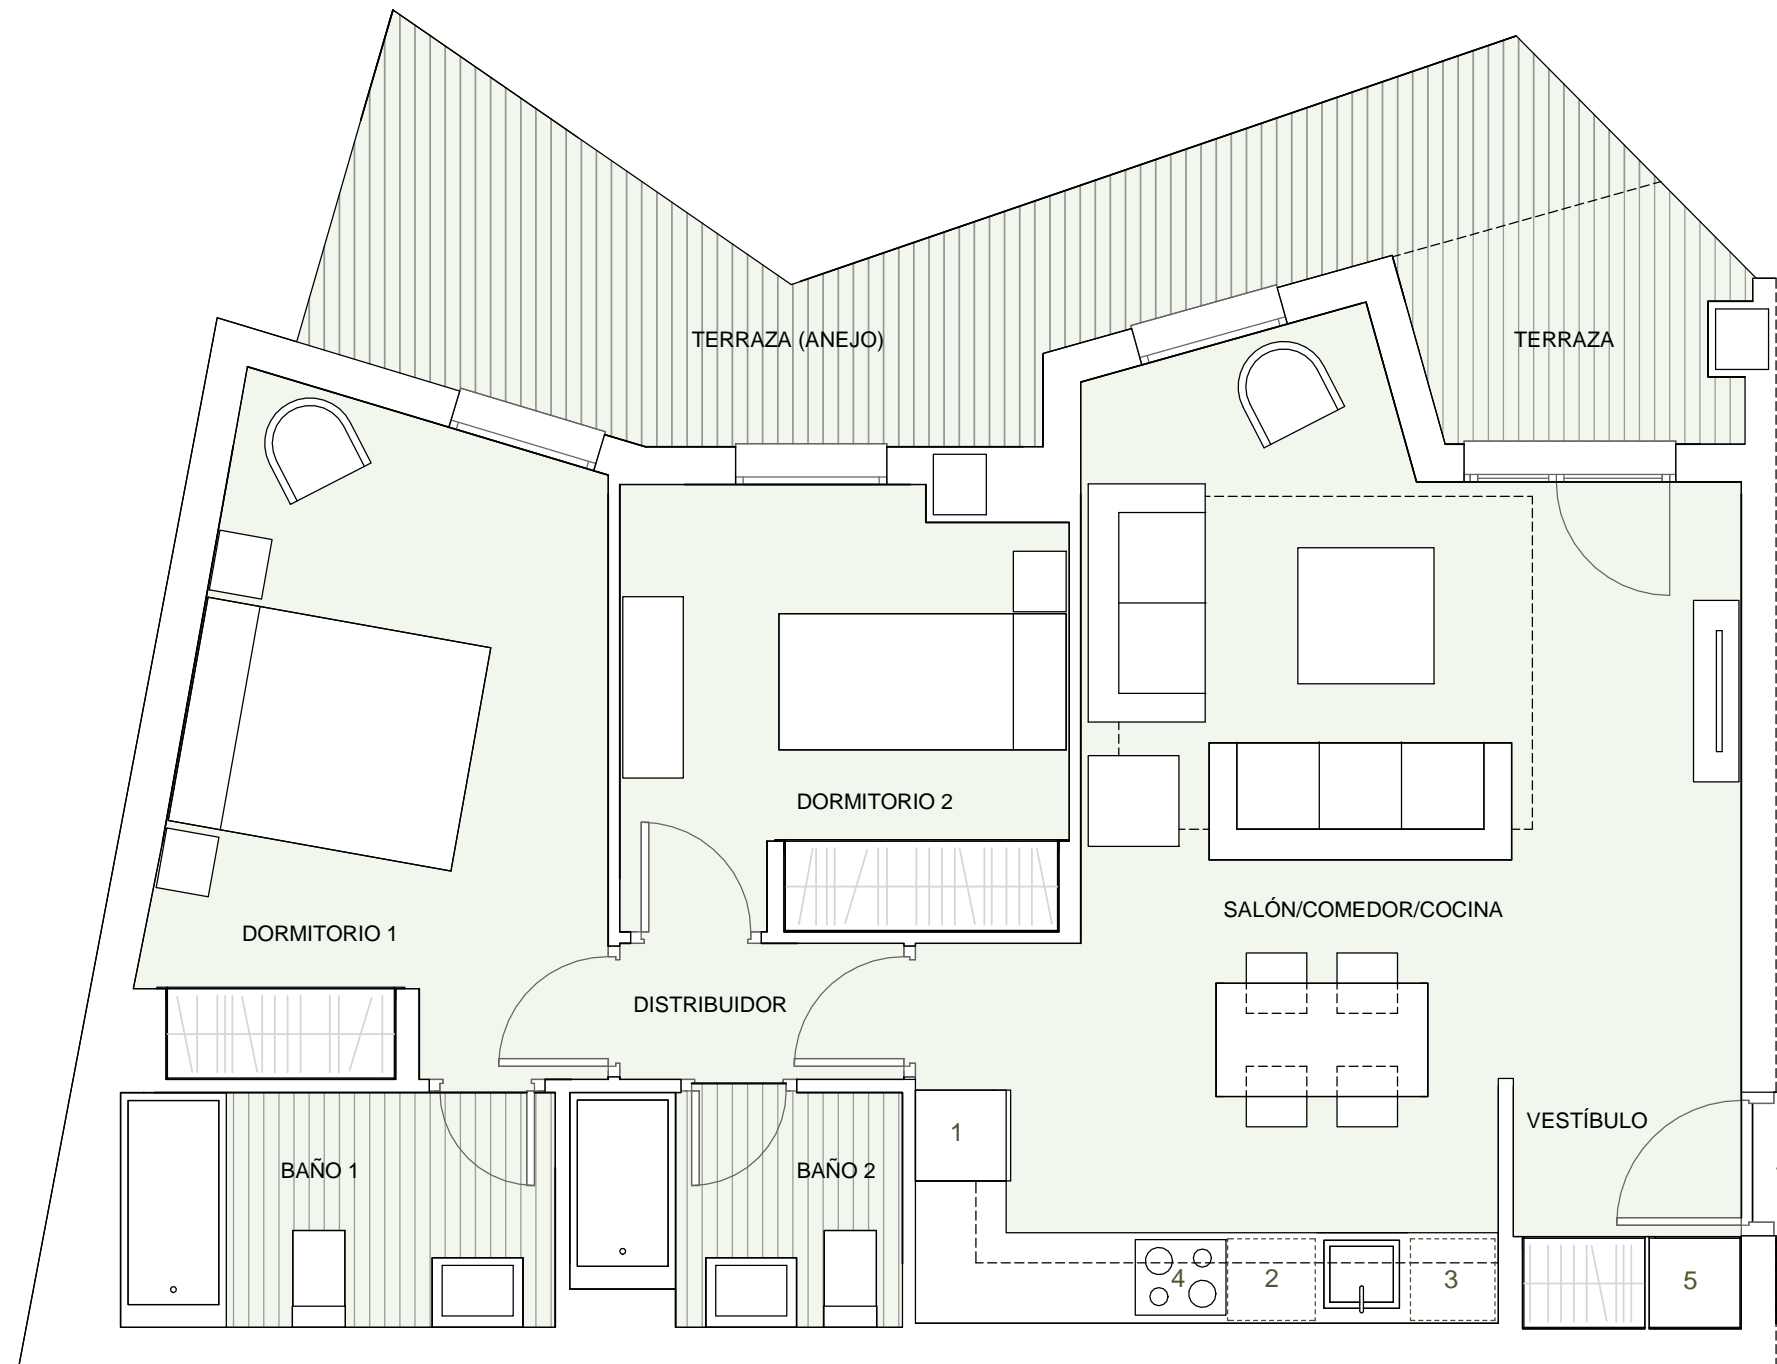 TERRAZA (ANEJO)
TERRAZA
DORMITORIO 2
SALÓN/COMEDOR/COCINA
DORMITORIO 1
DISTRIBUIDOR
VESTÍBULO
1
BAÑO 1
BAÑO 2
4
2
3
5